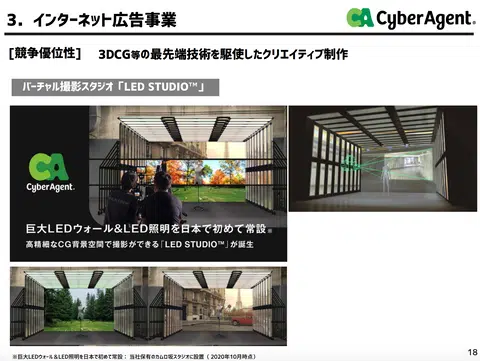 3. インターネット広告事業
CyberAgent®
[競争優位性] 3DCG等の最先端技術を駆使したクリエイティブ制作
バーチャル撮影スタジオ「LED STUDIO™」
CyberAgent®
巨大LEDウォール&LED照明を日本で初めて常設※
高精細なCG背景空間で撮影ができる「LED STUDIO™」が誕生
※巨大LEDウォール&LED照明を日本で初めて常設: 当社保有のカムロ坂スタジオに設置(2020年10月時点)
18